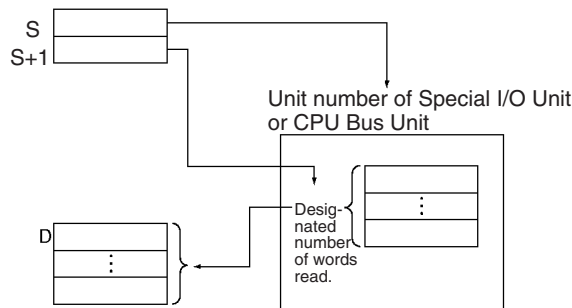 S
S+1
Unit number of Special I/O Unit
or CPU Bus Unit
Desig-
nated
number
of words
read.
D